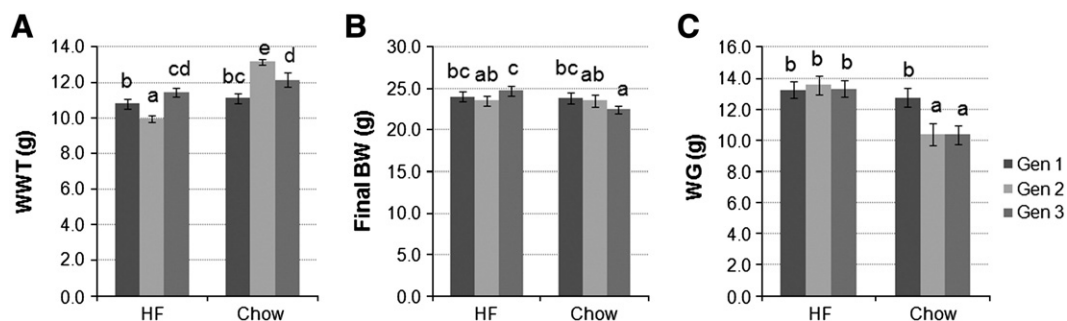 A
WWT (g)
14.0
12.0
10.0
8.0
6.0
4.0
2.0
0.0
b
a
cd
bc
e
d
HF
Chow
B
Final BW (g)
30.0
25.0
20.0
15.0
10.0
5.0
0.0
bc
ab
c
bc
ab
a
HF
Chow
C
WG (g)
16.0
14.0
12.0
10.0
8.0
6.0
4.0
2.0
0.0
b
b
b
b
a
a
HF
Chow
Gen 1
Gen 2
Gen 3